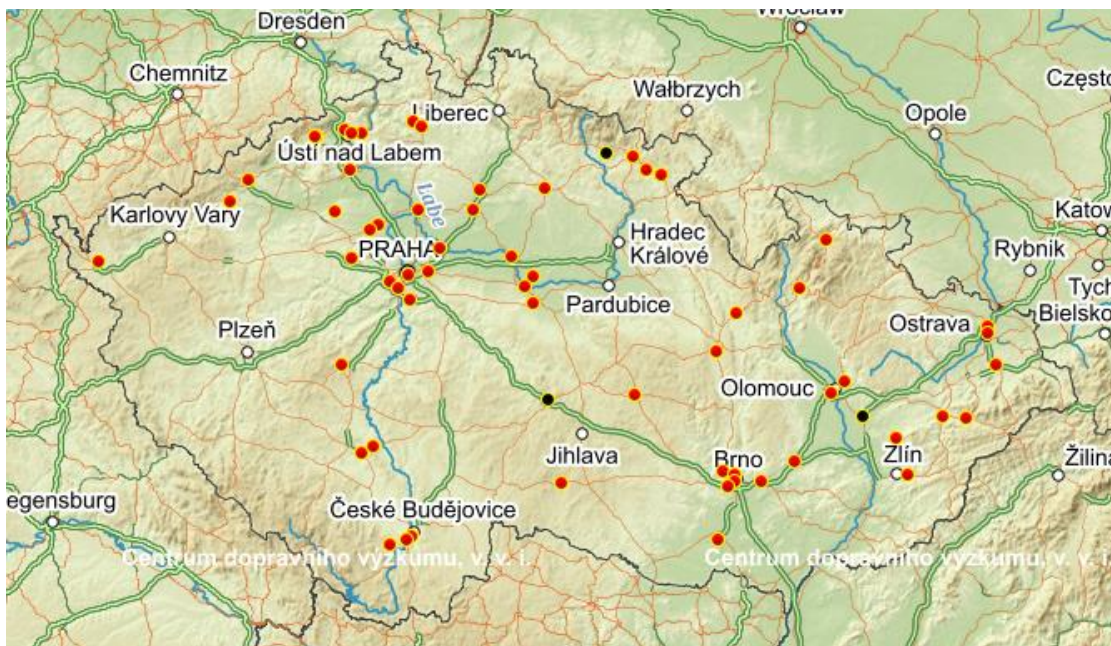 Dresden
Wrocław
Chemnitz
Liberec
Wałbrzych
Często
Opole
Ústí nad Labem
Labe
Karlovy Vary
Hradec
Králové
Katow
Rybnik
PRAHA
Tych
Pardubice
Bielsko
Plzeň
Ostrava
Olomouc
Jihlava
Brno
Zlín
Žilina
egensburg
České Budějovice
Centrum dopravního výzkumu, v. v. i.
Centrum dopravního výzkumu, v. v. i.